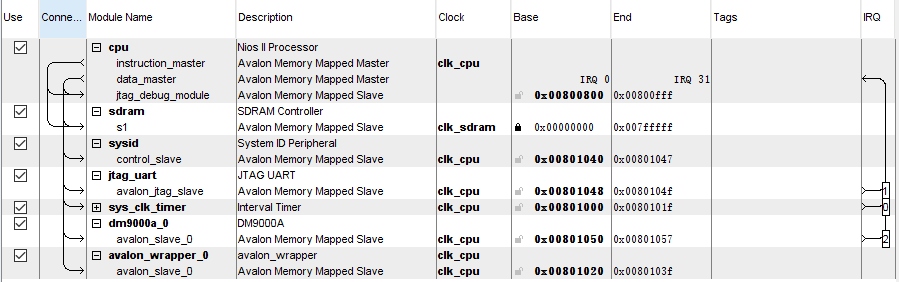 Use Conne... Module Name Description Clock Base End Tags IRQ
cpu Nios II Processor
instruction_master Avalon Memory Mapped Master clk_cpu
data_master Avalon Memory Mapped Master IRQ 0 IRQ 31
jtag_debug_module Avalon Memory Mapped Slave 0x00800800 0x00800fff
sdram SDRAM Controller
s1 Avalon Memory Mapped Slave clk_sdram 0x00000000 0x007fffff
sysid System ID Peripheral
control_slave Avalon Memory Mapped Slave clk_cpu 0x00801040 0x00801047
jtag_uart JTAG UART
avalon_jtag_slave Avalon Memory Mapped Slave clk_cpu 0x00801048 0x0080104f 1
sys_clk_timer Interval Timer clk_cpu 0x00801000 0x0080101f 0
dm9000a_0 DM9000A
avalon_slave_0 Avalon Memory Mapped Slave clk_cpu 0x00801050 0x00801057 2
avalon_wrapper_0 avalon_wrapper clk_cpu
avalon_slave_0 Avalon Memory Mapped Slave clk_cpu 0x00801020 0x0080103f